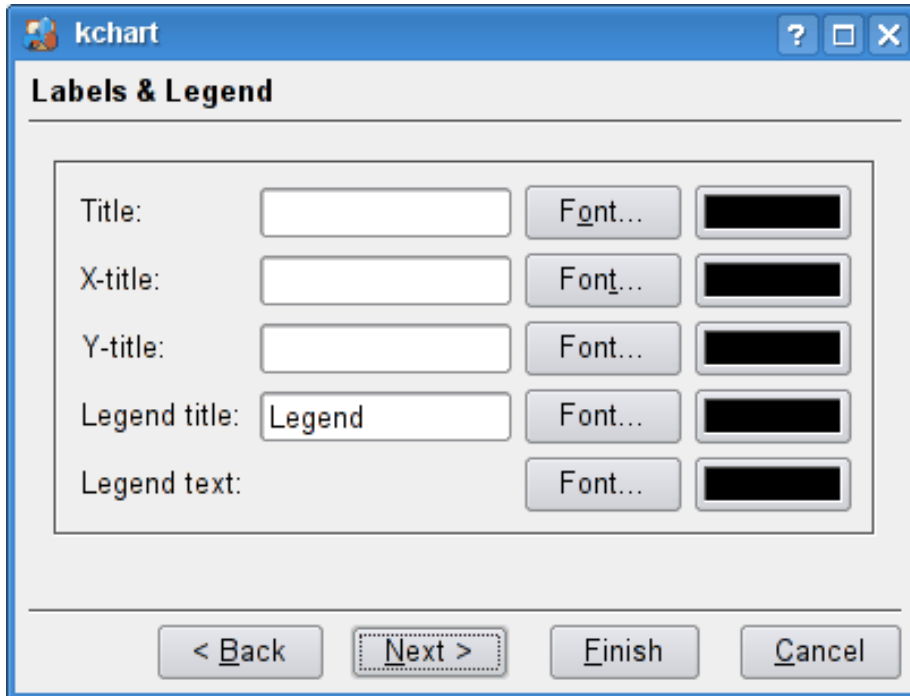 kchart
Labels & Legend
Title: Font...
X-title: Font...
Y-title: Font...
Legend title: Legend Font...
Legend text: Font...
< Back Next > Finish Cancel